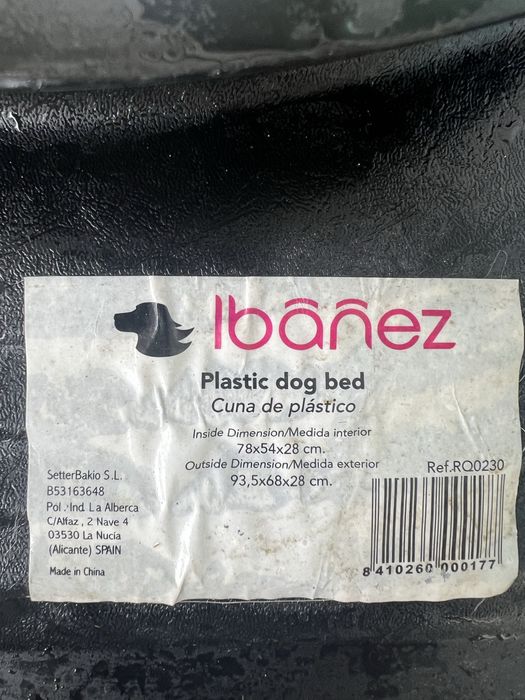 Ibáñez
Plastic dog bed
Cuna de plástico
Inside Dimension/Medida interior
78x54x28 cm.
Outside Dimension/Medida exterior
93,5x68x28 cm.
SetterBakio S.L.
B53163648
Pol. Ind. La Alberca
C/Alfaz , 2 Nave 4
03530 La Nucía
(Alicante) SPAIN
Made in China
Ref.RQ0230
8 410260 000177